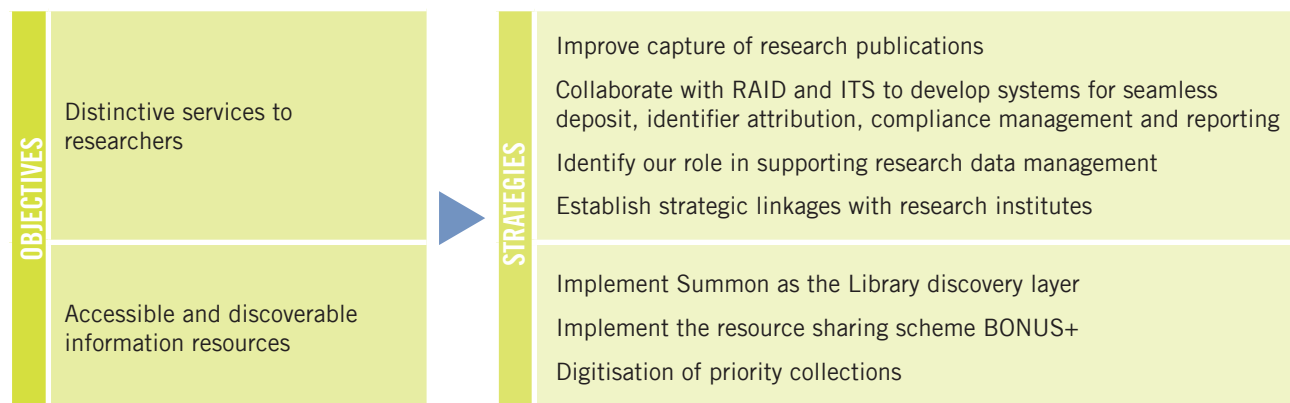 OBJECTIVES
Distinctive services to
researchers
Accessible and discoverable
information resources
STRATEGIES
Improve capture of research publications
Collaborate with RAID and ITS to develop systems for seamless
deposit, identifier attribution, compliance management and reporting
Identify our role in supporting research data management
Establish strategic linkages with research institutes
Implement Summon as the Library discovery layer
Implement the resource sharing scheme BONUS+
Digitisation of priority collections